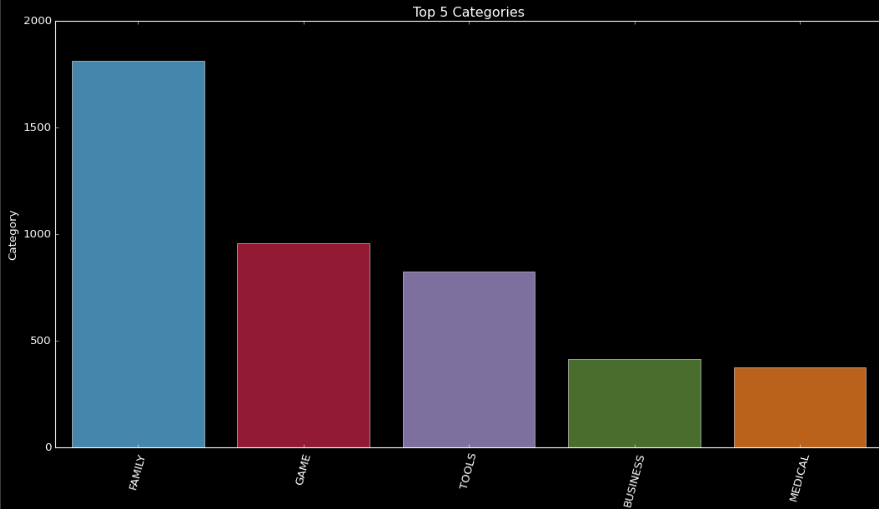 Top 5 Categories
2000
1500
1000
500
0
Category
FAMILY
GAME
TOOLS
BUSINESS
MEDICAL